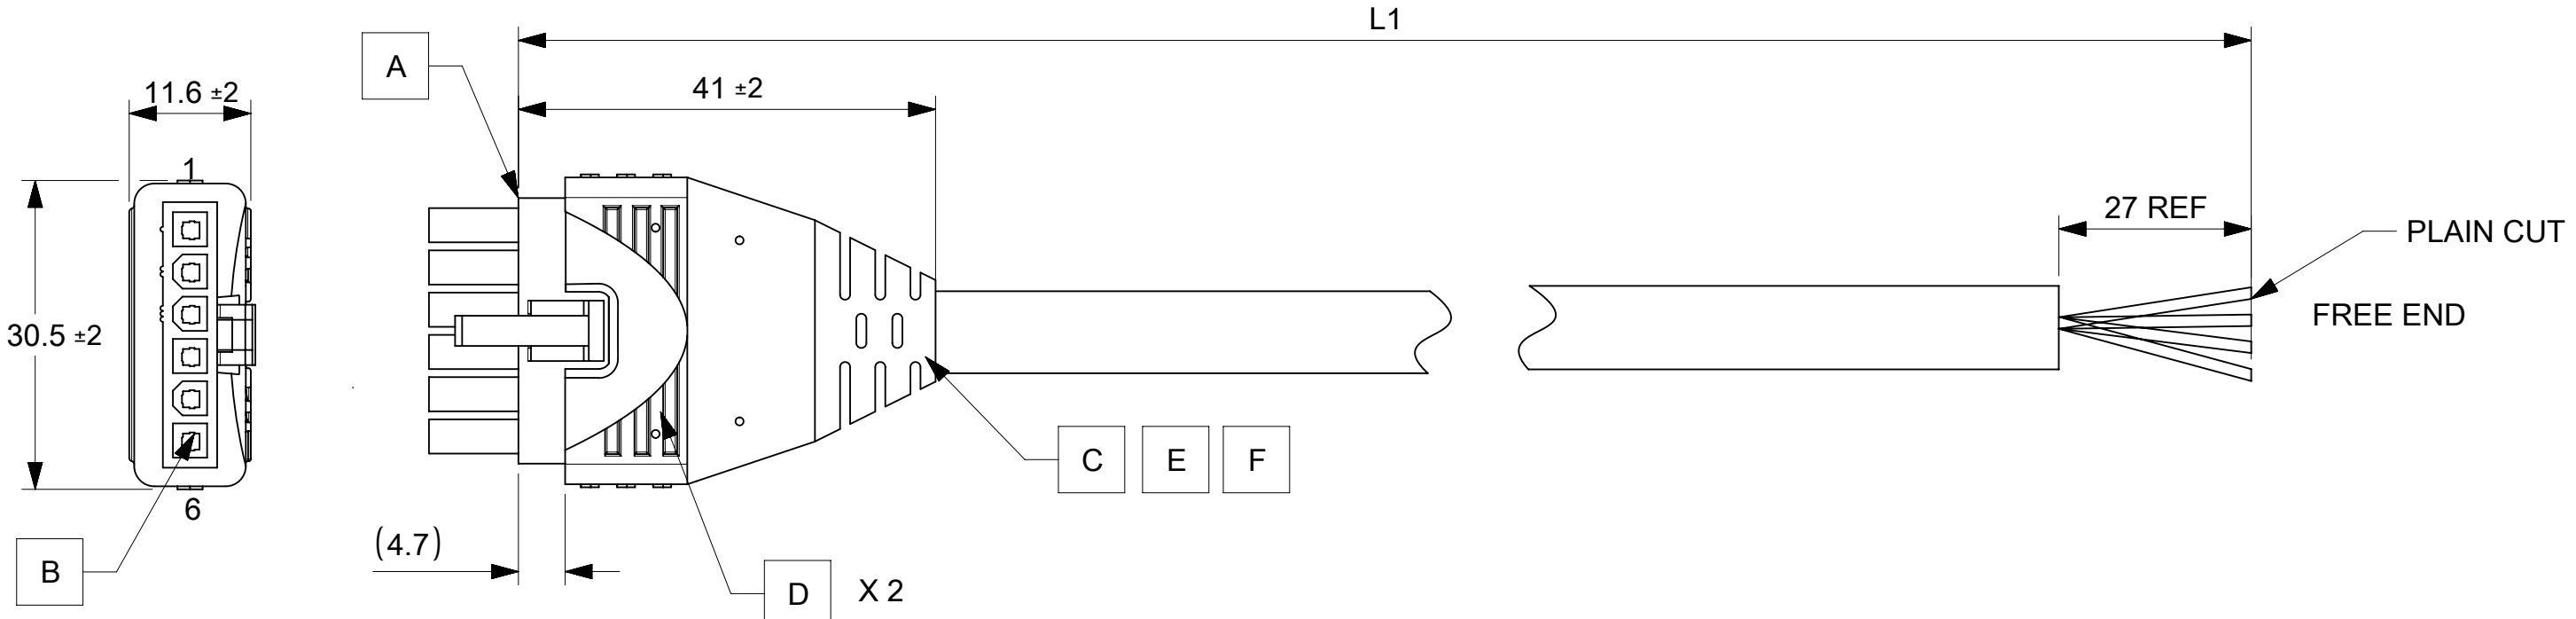 L1
A
41 ±2
11.6 ±2
1
27 REF
PLAIN CUT
FREE END
30.5 ±2
C E F
6
(4.7)
B
D X 2